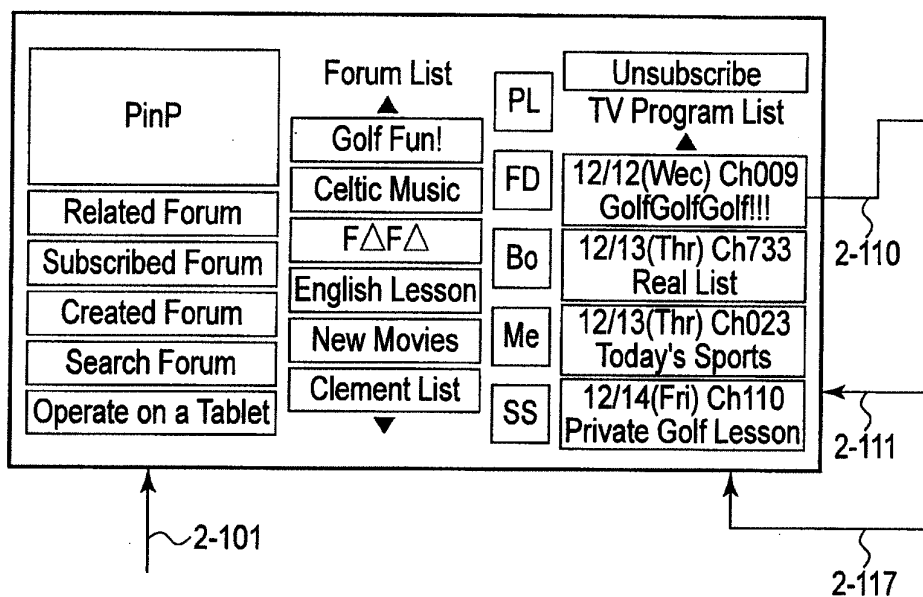 PinP
Related Forum
Subscribed Forum
Created Forum
Search Forum
Operate on a Tablet
Forum List
▲
Golf Fun!
Celtic Music
F△F△
English Lesson
New Movies
Clement List
▼
PL
FD
Bo
Me
SS
Unsubscribe
TV Program List
▲
12/12(Wec) Ch009
GolfGolfGolf!!!
12/13(Thr) Ch733
Real List
12/13(Thr) Ch023
Today's Sports
12/14(Fri) Ch110
Private Golf Lesson
2-110
2-111
2-101
2-117